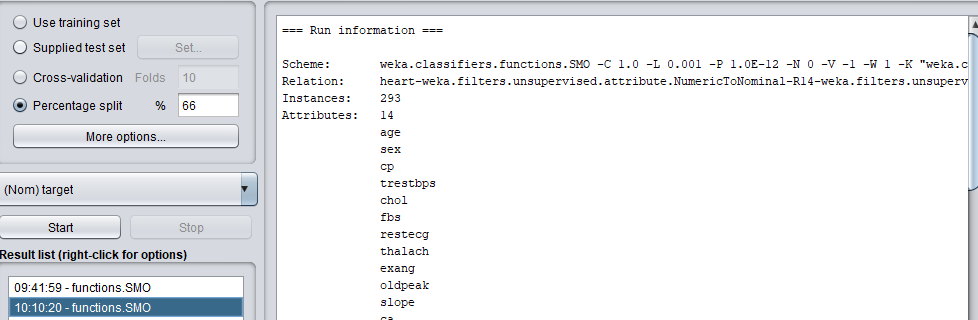 Use training set
Supplied test set Set...
Cross-validation Folds 10
Percentage split % 66
More options...
(Nom) target
Start Stop
Result list (right-click for options)
09:41:59 - functions.SMO
10:10:20 - functions.SMO
=== Run information ===
Scheme: weka.classifiers.functions.SMO -C 1.0 -L 0.001 -P 1.0E-12 -N 0 -V -1 -W 1 -K "weka.c
Relation: heart-weka.filters.unsupervised.attribute.NumericToNominal-R14-weka.filters.unsuperv
Instances: 293
Attributes: 14
age
sex
cp
trestbps
chol
fbs
restecg
thalach
exang
oldpeak
slope
ca